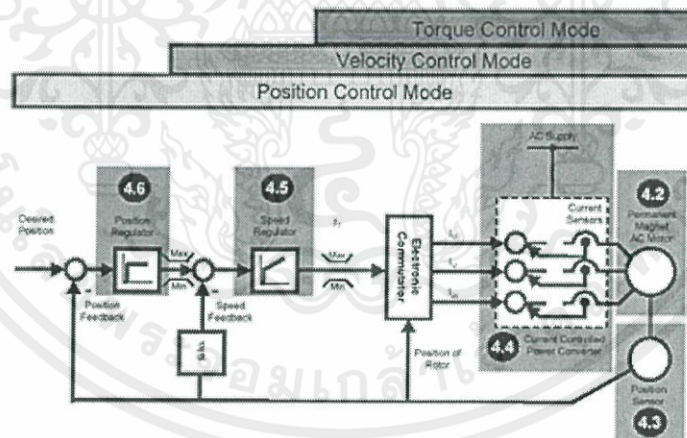 Torque Control Mode
Velocity Control Mode
Position Control Mode
AC Supply
4.6
4.5
4.2
Desired
Position
Position
Regulator
Speed
Regulator
Current
Sensors
Permanent
Magnet
AC Motor
Max
Min
Max
Min
Electronic
Commutator
Position
Feedback
Speed
Feedback
Position of
Rotor
4.4
Current Controlled
Power Converter
Position
Sensor
4.3